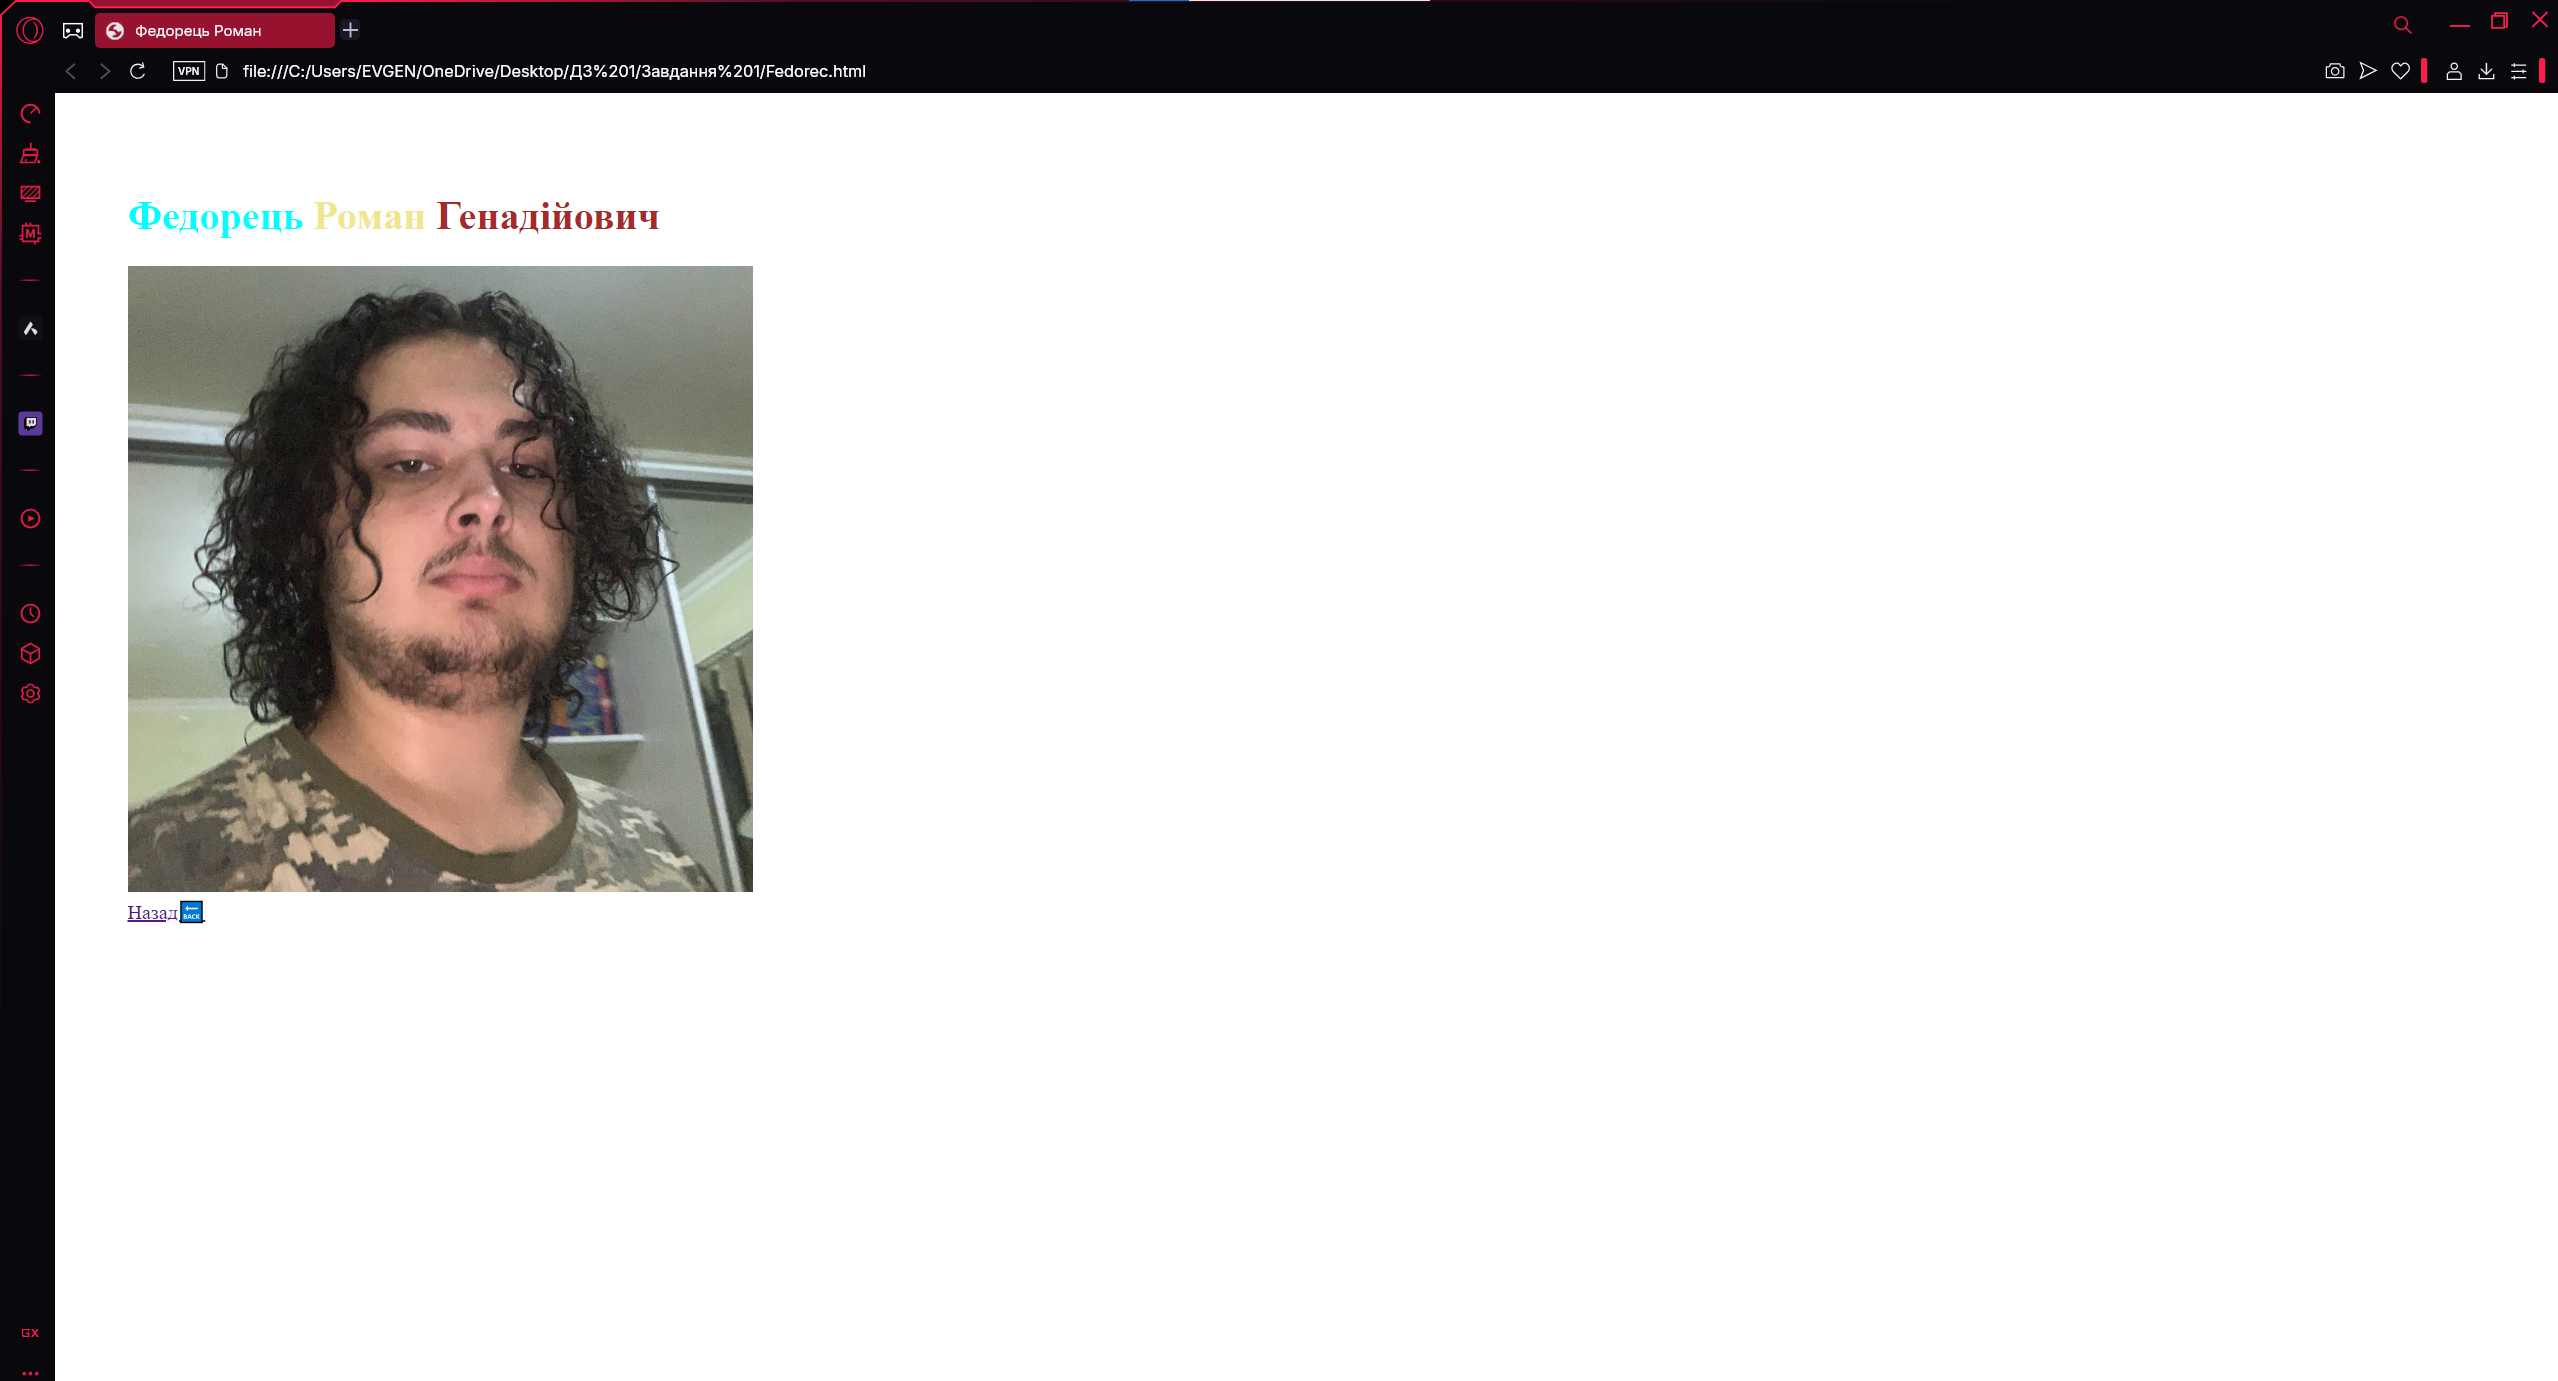 Федорець Роман
VPN
file:///C:/Users/EVGEN/OneDrive/Desktop/ДЗ%201/Завдання%201/Fedorec.html
M
Федорець Роман Генадійович
Назад BACK
GX